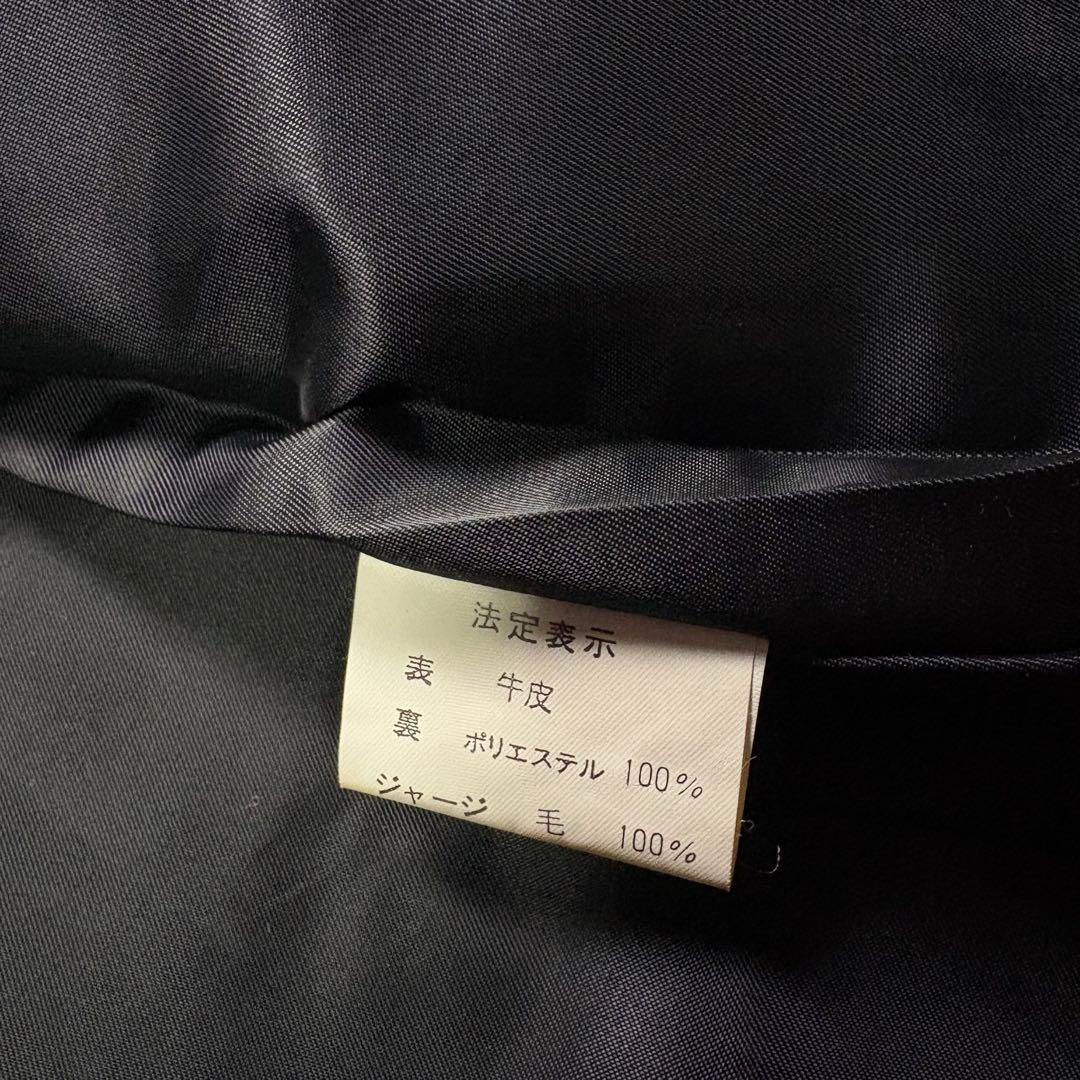 法定表示
表 牛皮
裏 ポリエステル 100%
ジャージ 毛 100%